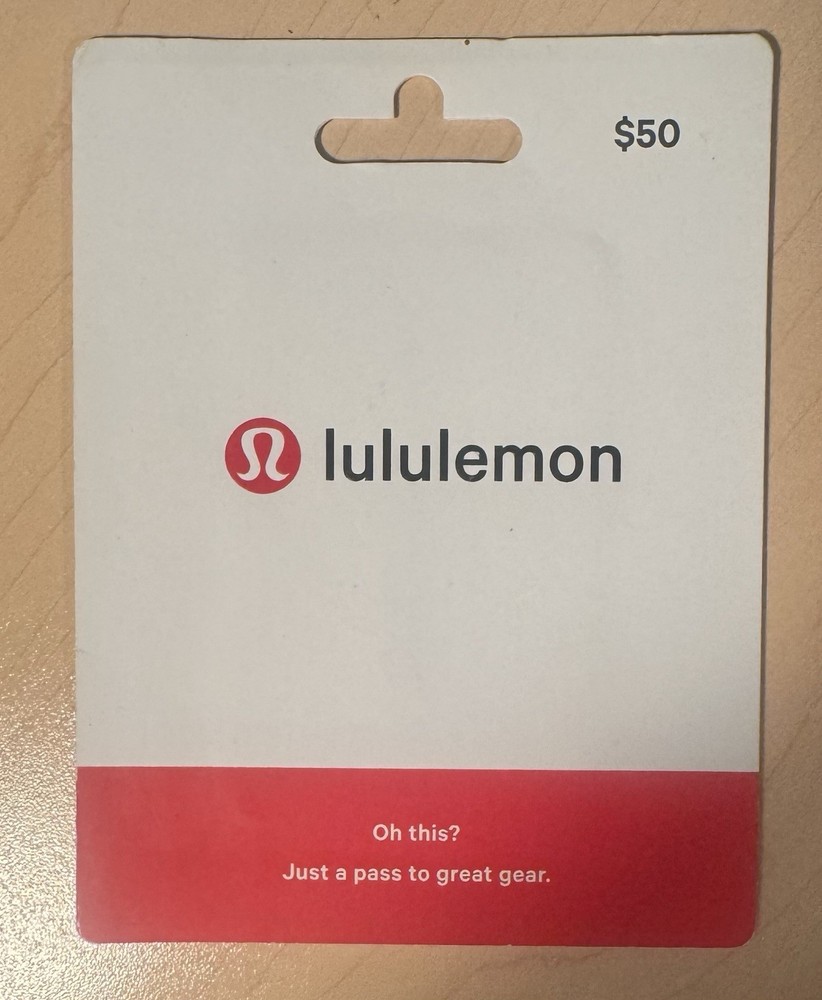 $50
lululemon
Oh this?
Just a pass to great gear.